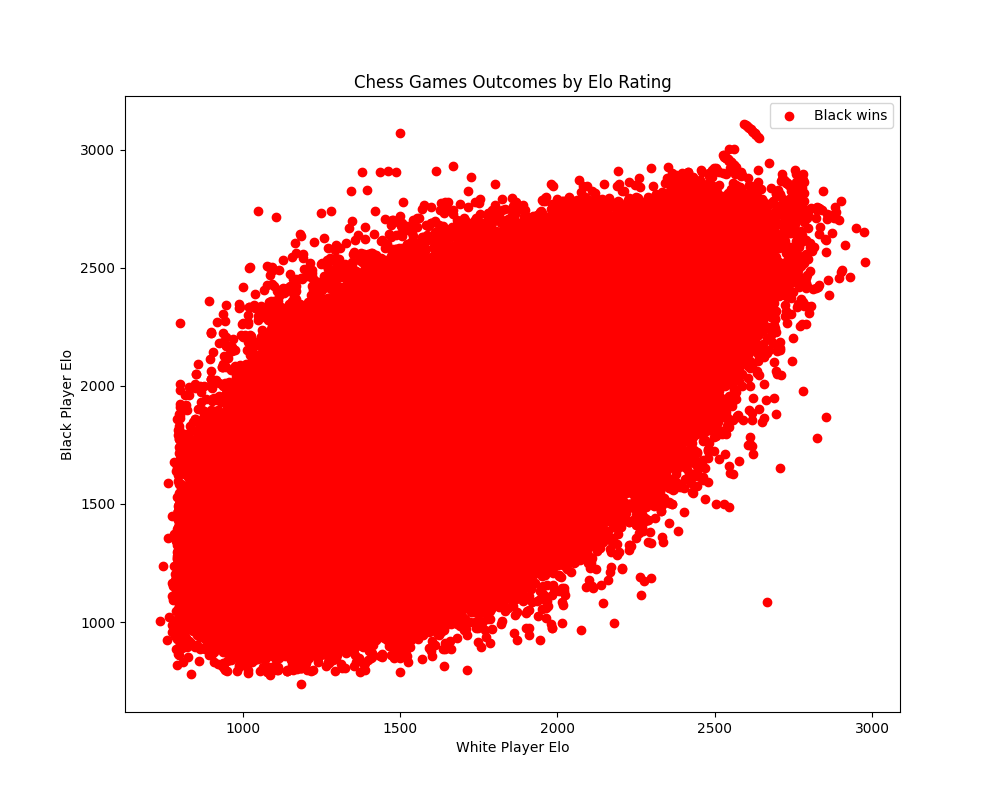 Chess Games Outcomes by Elo Rating
Black wins
3000
2500
2000
1500
1000
Black Player Elo
1000 1500 2000 2500 3000
White Player Elo